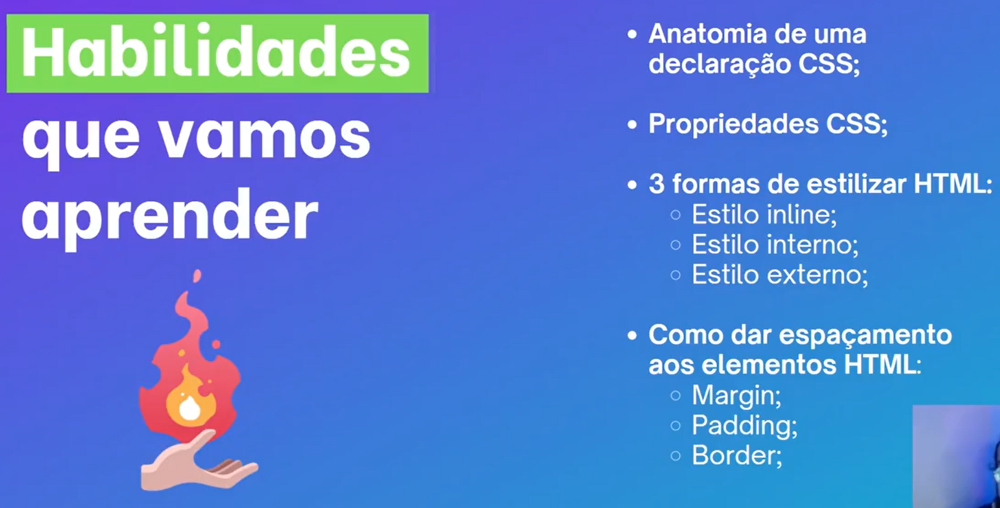 Habilidades
que vamos
aprender
• Anatomia de uma
declaração CSS;
• Propriedades CSS;
• 3 formas de estilizar HTML:
○ Estilo inline;
○ Estilo interno;
○ Estilo externo;
• Como dar espaçamento
aos elementos HTML:
○ Margin;
○ Padding;
○ Border;